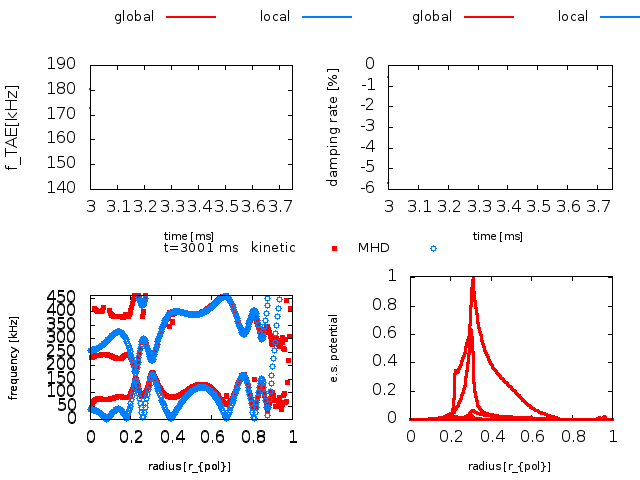 global local global local
f_TAE[kHz]
190
180
170
160
150
140
3 3.1 3.2 3.3 3.4 3.5 3.6 3.7
time [ms]
damping rate [%]
0
-1
-2
-3
-4
-5
-6
3 3.1 3.2 3.3 3.4 3.5 3.6 3.7
time [ms]
t=3001 ms kinetic MHD
frequency [kHz]
450
400
350
300
250
200
150
100
50
0
0 0.2 0.4 0.6 0.8 1
radius [r_{pol}]
e.s. potential
1
0.8
0.6
0.4
0.2
0
0 0.2 0.4 0.6 0.8 1
radius [r_{pol}]